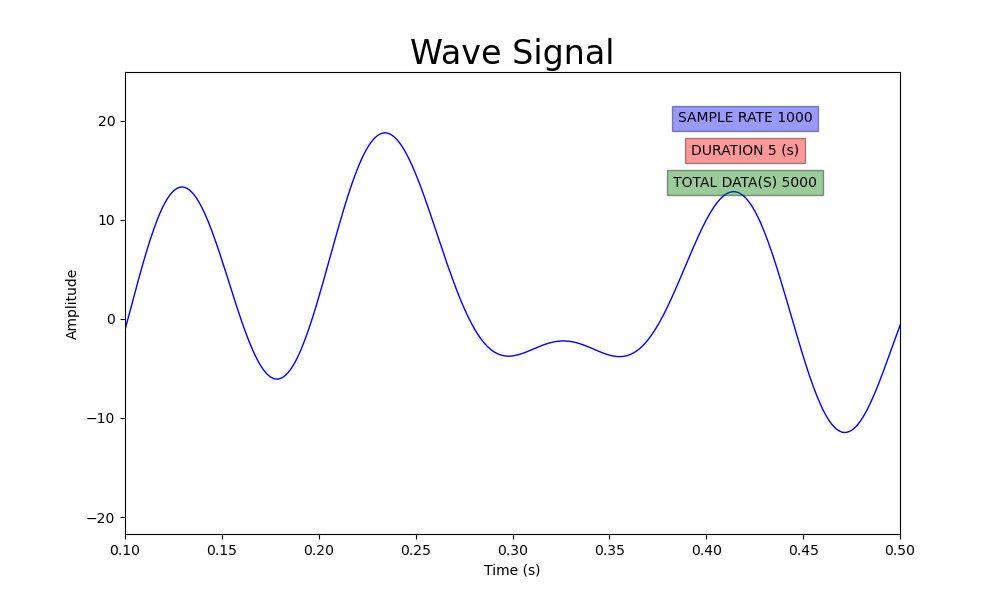 Wave Signal
SAMPLE RATE 1000
DURATION 5 (s)
TOTAL DATA(S) 5000
20
10
0
−10
−20
Amplitude
0.10 0.15 0.20 0.25 0.30 0.35 0.40 0.45 0.50
Time (s)